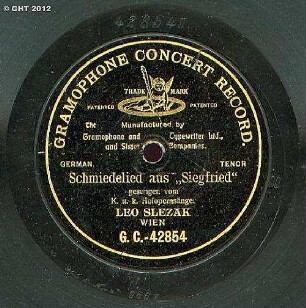 © GHT 2012
42854
GRAMOPHONE CONCERT RECORD.
TRADE MARK
PATENTED PATENTED
The Manufactured by
Gramophone and Typewriter Ltd.,
and Sister Companies.
GERMAN, TENOR
Schmiedelied aus „Siegfried“
gesungen vom
K. u. k. Hofopernsänger
LEO SLEZAK
WIEN
G. C.-42854